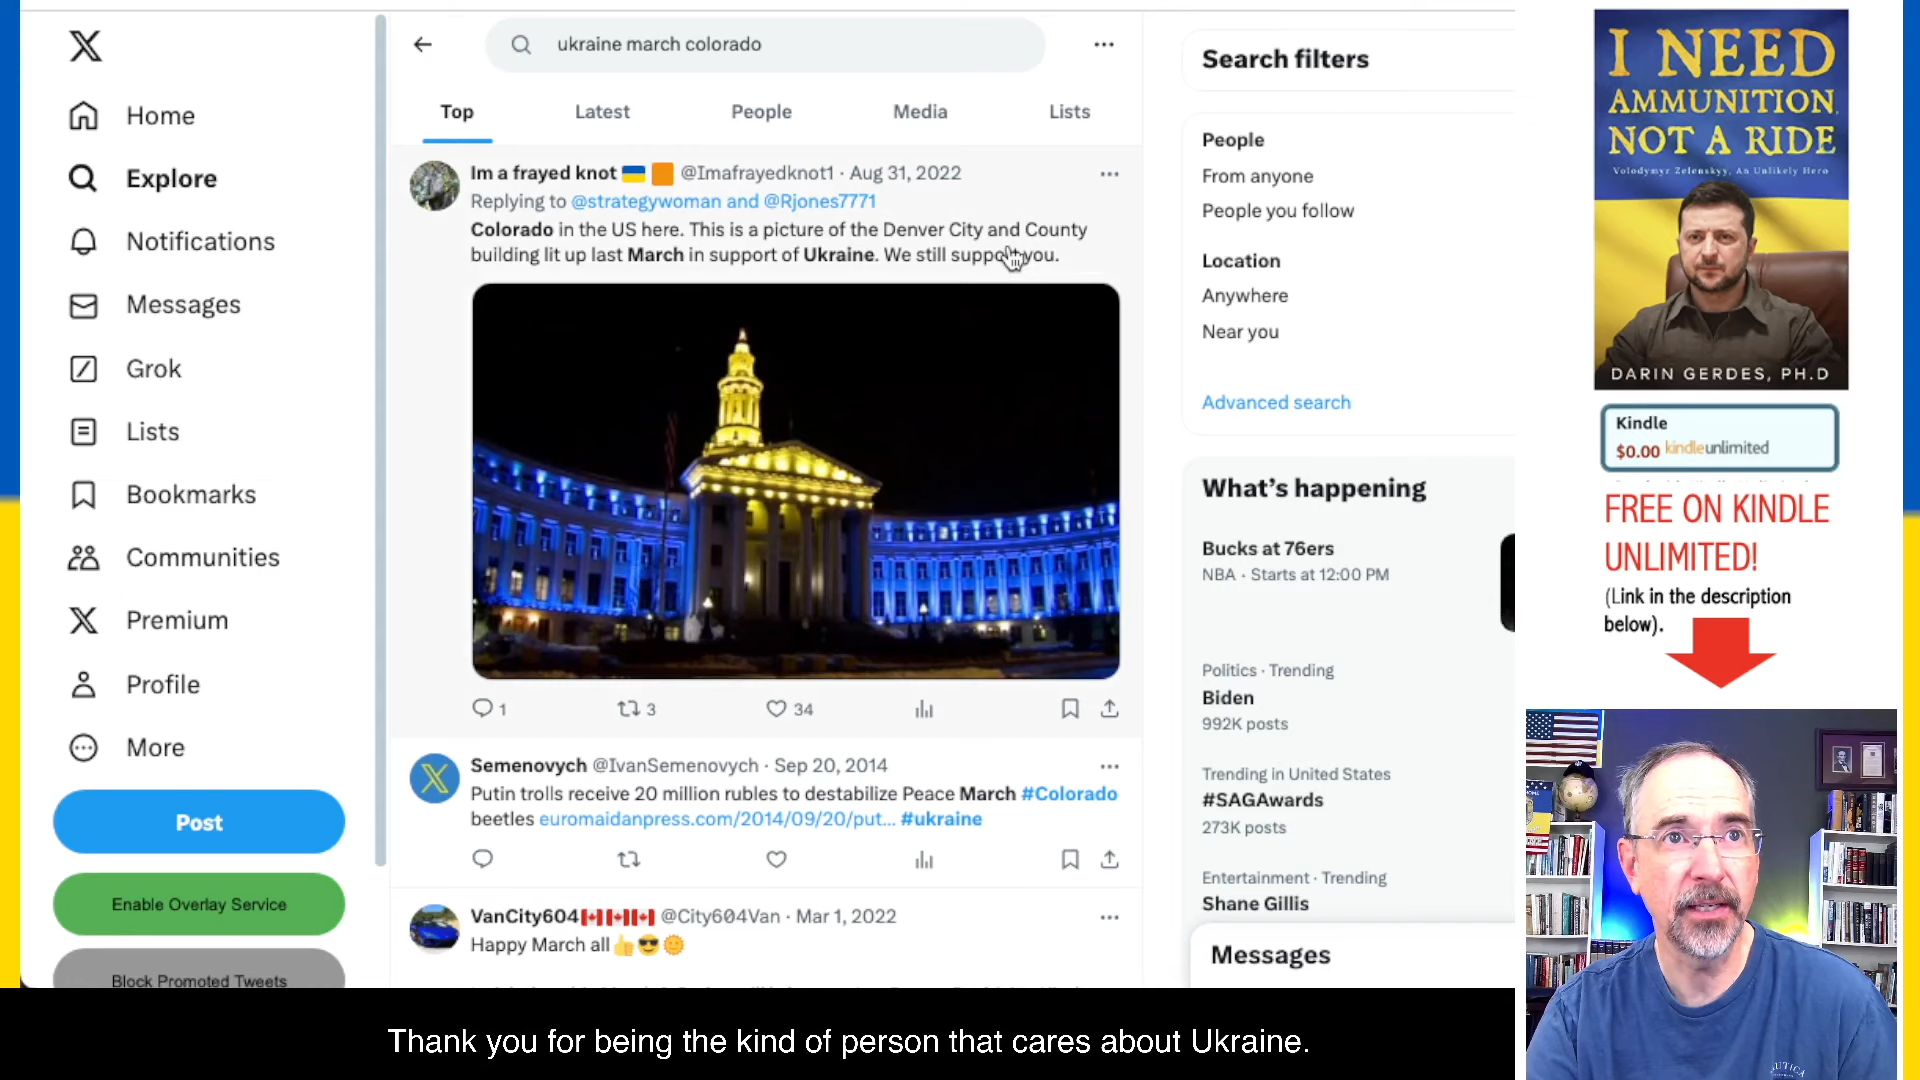 ukraine march colorado
Home
Explore
Notifications
Messages
Grok
Lists
Bookmarks
Communities
Premium
Profile
More
Post
Enable Overlay Service
Block Promoted Tweets
Top
Latest
People
Media
Lists
Im a frayed knot @Imafrayedknot1 · Aug 31, 2022
Replying to @strategywoman and @Rjones7771
Colorado in the US here. This is a picture of the Denver City and County
building lit up last March in support of Ukraine. We still support you.
1
3
34
Semenovych @IvanSemenovych · Sep 20, 2014
Putin trolls receive 20 million rubles to destabilize Peace March #Colorado
beetles euromaidanpress.com/2014/09/20/put... #ukraine
VanCity604 @City604Van · Mar 1, 2022
Happy March all
Search filters
People
From anyone
People you follow
Location
Anywhere
Near you
Advanced search
What's happening
Bucks at 76ers
NBA · Starts at 12:00 PM
Politics · Trending
Biden
992K posts
Trending in United States
#SAGAwards
273K posts
Entertainment · Trending
Shane Gillis
Messages
I NEED
AMMUNITION,
NOT A RIDE
Volodymyr Zelenskyy, An Unlikely Hero
DARIN GERDES, PH.D
Kindle
$0.00 kindleunlimited
FREE ON KINDLE
UNLIMITED!
(Link in the description
below).
Thank you for being the kind of person that cares about Ukraine.